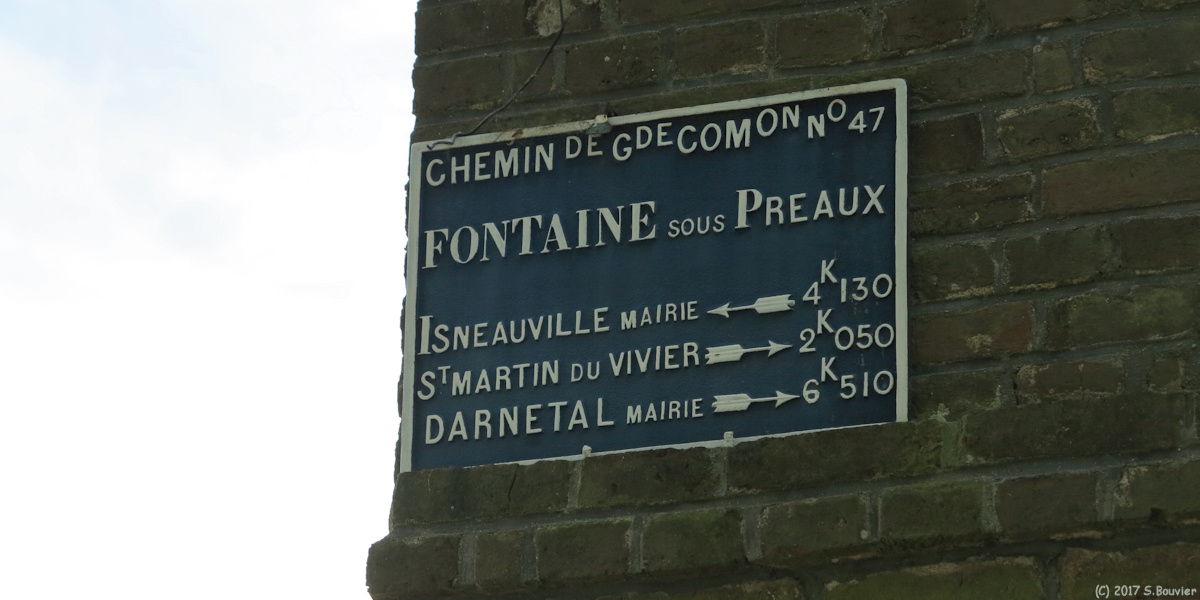 CHEMIN DE GDE COMON NO 47
FONTAINE SOUS PREAUX
ISNEAUVILLE MAIRIE 4K130
ST MARTIN DU VIVIER 2K050
DARNETAL MAIRIE 6K510
(C) 2017 S.Bouvier